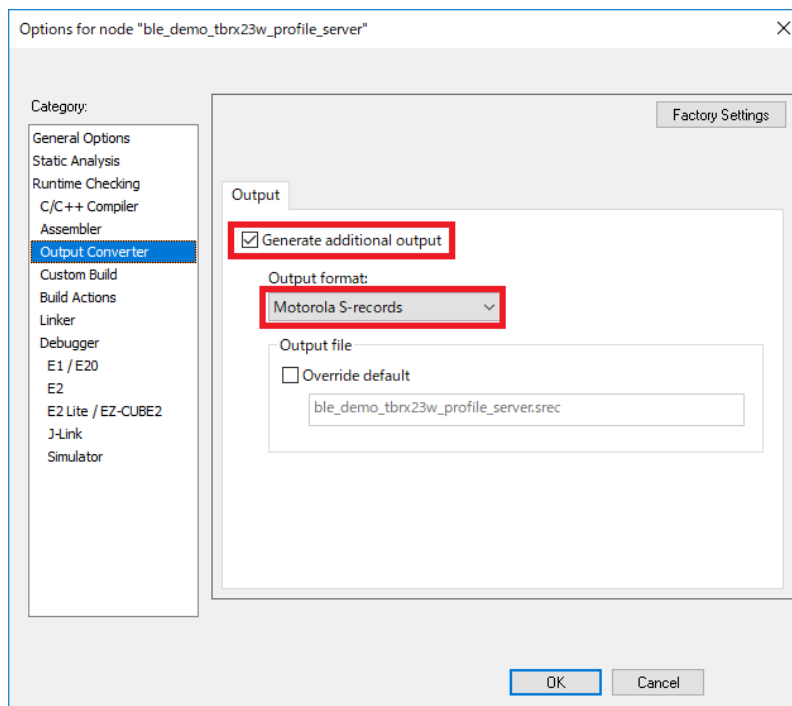 Options for node "ble_demo_tbrx23w_profile_server"
Category:
Factory Settings
General Options
Static Analysis
Runtime Checking
C/C++ Compiler
Assembler
Output Converter
Custom Build
Build Actions
Linker
Debugger
E1 / E20
E2
E2 Lite / EZ-CUBE2
J-Link
Simulator
Output
Generate additional output
Output format:
Motorola S-records
Output file
Override default
ble_demo_tbrx23w_profile_server.srec
OK
Cancel